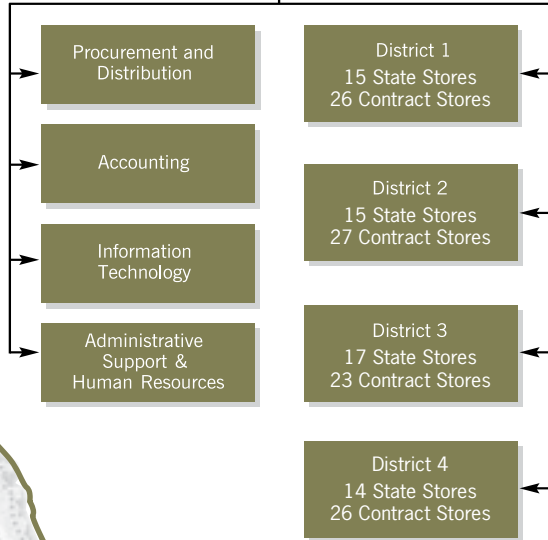 Procurement and
Distribution
Accounting
Information
Technology
Administrative
Support &
Human Resources
District 1
15 State Stores
26 Contract Stores
District 2
15 State Stores
27 Contract Stores
District 3
17 State Stores
23 Contract Stores
District 4
14 State Stores
26 Contract Stores